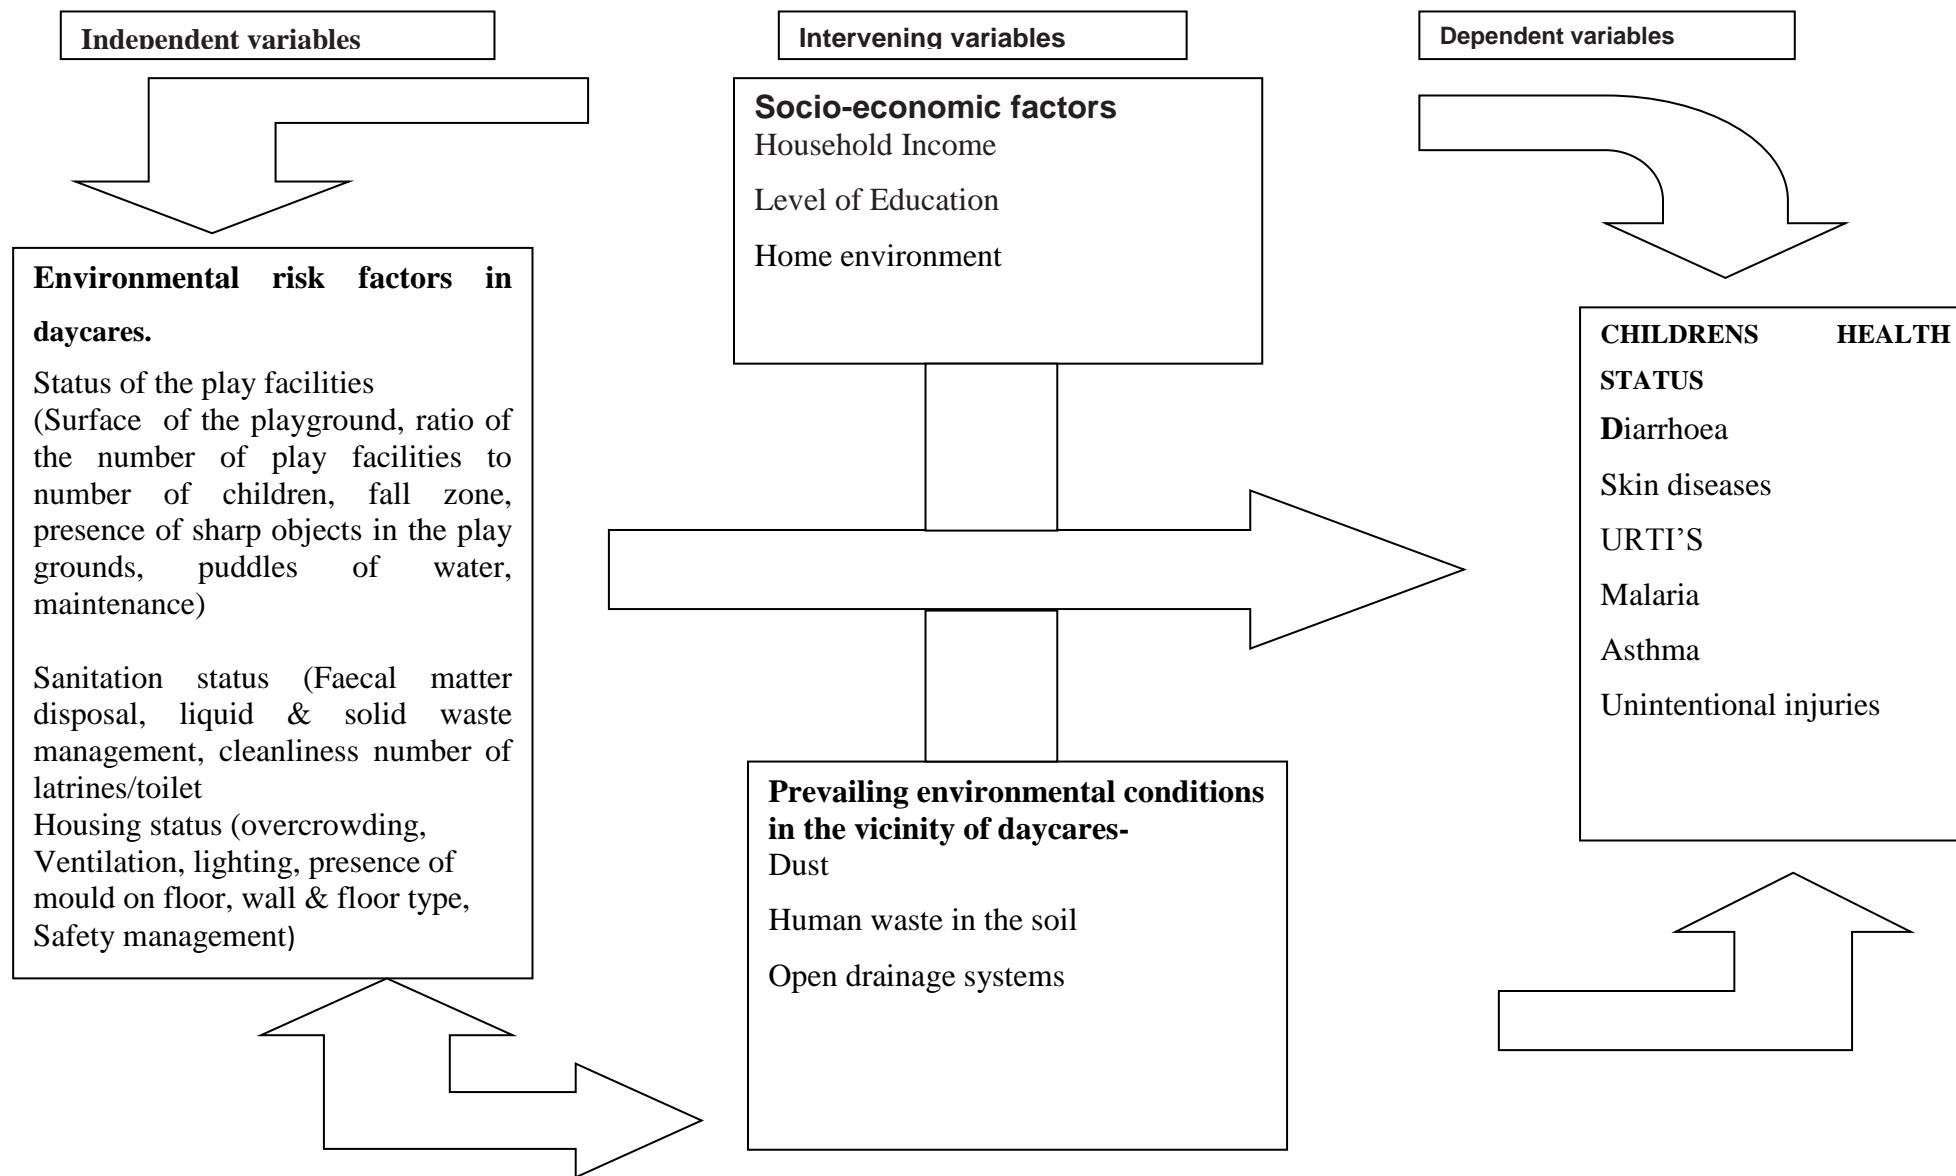 Independent variables
Intervening variables
Dependent variables
Environmental risk factors in
daycares.
Status of the play facilities
(Surface of the playground, ratio of
the number of play facilities to
number of children, fall zone,
presence of sharp objects in the play
grounds, puddles of water,
maintenance)
Sanitation status (Faecal matter
disposal, liquid & solid waste
management, cleanliness number of
latrines/toilet
Housing status (overcrowding,
Ventilation, lighting, presence of
mould on floor, wall & floor type,
Safety management)
Socio-economic factors
Household Income
Level of Education
Home environment
Prevailing environmental conditions
in the vicinity of daycares-
Dust
Human waste in the soil
Open drainage systems
CHILDRENS HEALTH
STATUS
Diarrhoea
Skin diseases
URTI’S
Malaria
Asthma
Unintentional injuries